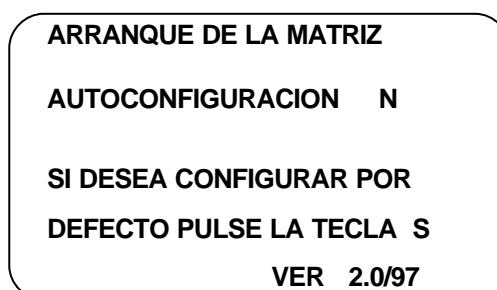 ARRANQUE DE LA MATRIZ
AUTOCONFIGURACION N
SI DESEA CONFIGURAR POR
DEFECTO PULSE LA TECLA S
VER 2.0/97